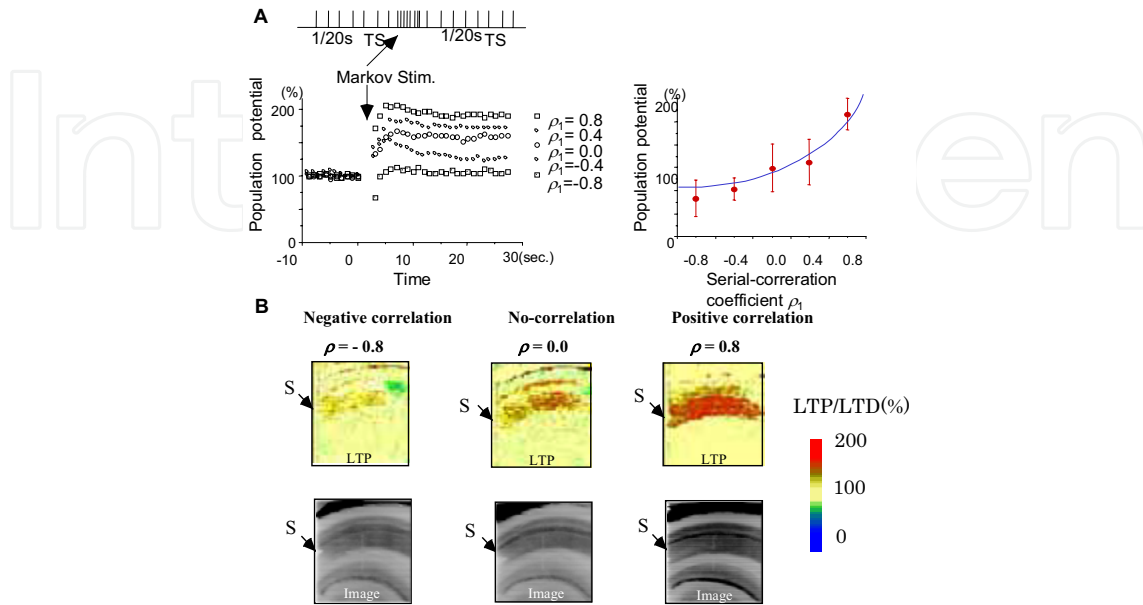 A
1/20s TS 1/20s TS
Markov Stim.
Population potential
(%)
200
100
0
-10 0 10 20 30(sec.)
Time
ρ1= 0.8
ρ1= 0.4
ρ1= 0.0
ρ1=-0.4
ρ1=-0.8
Population potential
(%)
200
100
0
-0.8 -0.4 0 0.4 0.8
Serial-correration
coefficient ρ1
B
Negative correlation No-correlation Positive correlation
ρ = - 0.8 ρ = 0.0 ρ = 0.8
S S S
LTP LTP LTP
LTP/LTD(%)
200
100
0
S S S
Image Image Image
Int
en